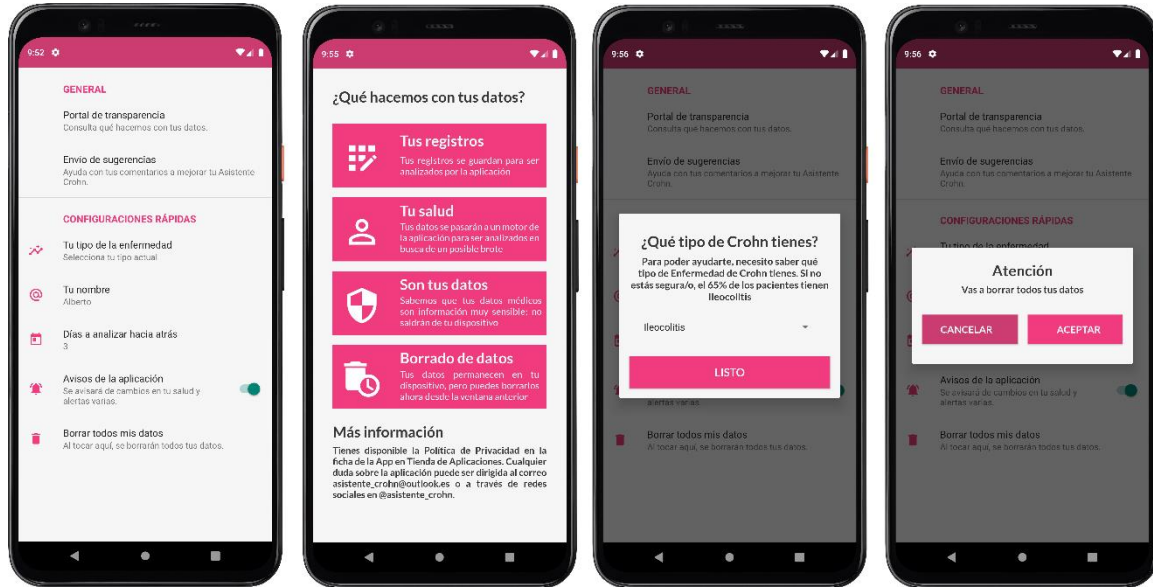 9:52
GENERAL
Portal de transparencia
Consulta qué hacemos con tus datos.
Envío de sugerencias
Ayuda con tus comentarios a mejorar tu Asistente
Crohn.
CONFIGURACIONES RÁPIDAS
Tu tipo de la enfermedad
Selecciona tu tipo actual
Tu nombre
Alberto
Días a analizar hacia atrás
3
Avisos de la aplicación
Se avisará de cambios en tu salud y
alertas varias.
Borrar todos mis datos
Al tocar aquí, se borrarán todos tus datos.
9:55
¿Qué hacemos con tus datos?
Tus registros
Tus registros se guardan para ser
analizados por la aplicación
Tu salud
Tus datos se pasarán a un motor de
la aplicación para ser analizados en
busca de un posible brote
Son tus datos
Sabemos que tus datos médicos
son información muy sensible: no
saldrán de tu dispositivo
Borrado de datos
Tus datos permanecen en tu
dispositivo, pero puedes borrarlos
ahora desde la ventana anterior
Más información
Tienes disponible la Política de Privacidad en la
ficha de la App en Tienda de Aplicaciones. Cualquier
duda sobre la aplicación puede ser dirigida al correo
asistente_crohn@outlook.es o a través de redes
sociales en @asistente_crohn.
9:56
GENERAL
Portal de transparencia
Consulta qué hacemos con tus datos.
Envío de sugerencias
Ayuda con tus comentarios a mejorar tu Asistente
Crohn.
¿Qué tipo de Crohn tienes?
Para poder ayudarte, necesito saber qué
tipo de Enfermedad de Crohn tienes. Si no
estás segura/o, el 65% de los pacientes tienen
Ileocolitis
Ileocolitis
LISTO
alertas varias.
Borrar todos mis datos
Al tocar aquí, se borrarán todos tus datos.
9:56
GENERAL
Portal de transparencia
Consulta qué hacemos con tus datos.
Envío de sugerencias
Ayuda con tus comentarios a mejorar tu Asistente
Crohn.
CONFIGURACIONES RÁPIDAS
Tu tipo de la enfermedad
Atención
Vas a borrar todos tus datos
CANCELAR
ACEPTAR
Avisos de la aplicación
Se avisará de cambios en tu salud y
alertas varias.
Borrar todos mis datos
Al tocar aquí, se borrarán todos tus datos.